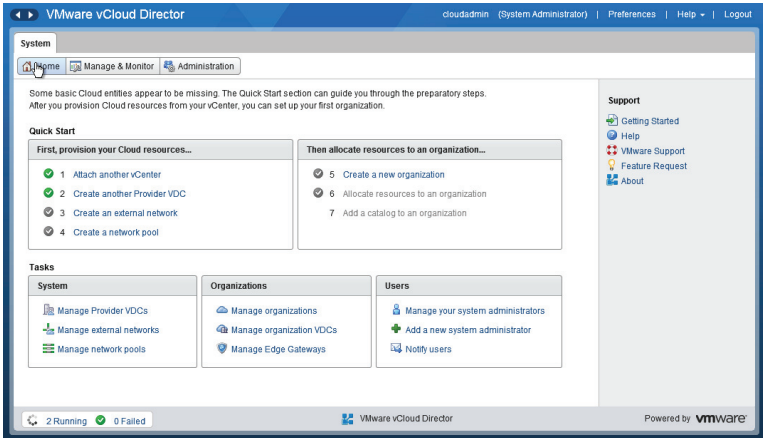 VMware vCloud Director
cloudadmin (System Administrator) | Preferences | Help | Logout
System
Home
Manage & Monitor
Administration
Some basic Cloud entities appear to be missing. The Quick Start section can guide you through the preparatory steps.
After you provision Cloud resources from your vCenter, you can set up your first organization.
Quick Start
First, provision your Cloud resources...
1 Attach another vCenter
2 Create another Provider VDC
3 Create an external network
4 Create a network pool
Then allocate resources to an organization...
5 Create a new organization
6 Allocate resources to an organization
7 Add a catalog to an organization
Tasks
System
Manage Provider VDCs
Manage external networks
Manage network pools
Organizations
Manage organizations
Manage organization VDCs
Manage Edge Gateways
Users
Manage your system administrators
Add a new system administrator
Notify users
Support
Getting Started
Help
VMware Support
Feature Request
About
2 Running 0 Failed
VMware vCloud Director
Powered by vmware